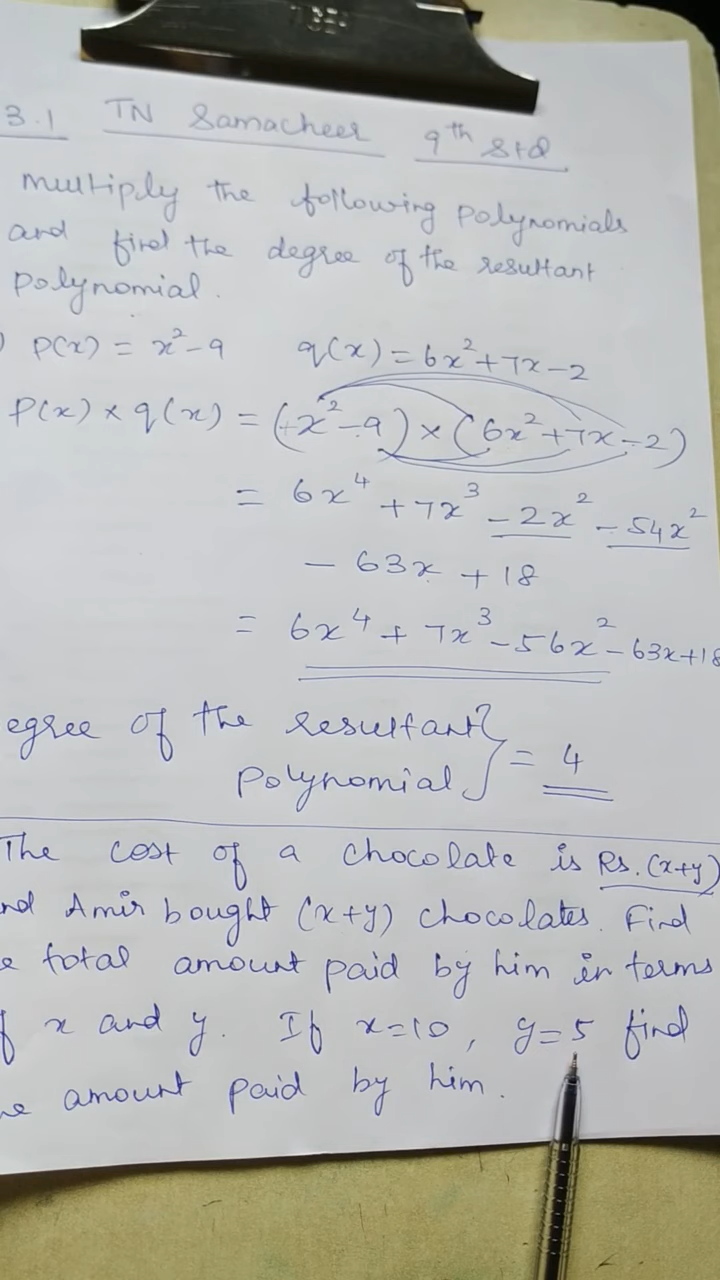 3.1 TN Samacheer 9th std
multiply the following polynomials
and find the degree of the resultant
polynomial.
) P(x) = x² - 9 q(x) = 6x² + 7x - 2
P(x) × q(x) = (x² - 9) × (6x² + 7x - 2)
= 6x⁴ + 7x³ - 2x² - 54x²
- 63x + 18
= 6x⁴ + 7x³ - 56x² - 63x + 18
egree of the resultant
polynomial } = 4
The cost of a chocolate is Rs. (x+y)
nd Amir bought (x+y) chocolates. Find
e total amount paid by him in terms
f x and y. If x=10, y=5 find
he amount paid by him.